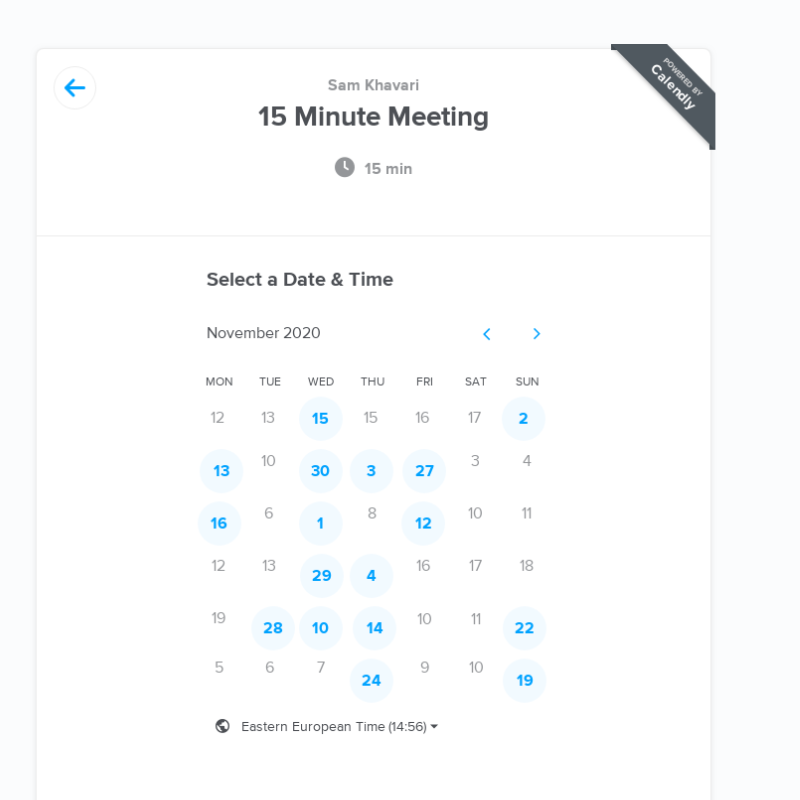 POWERED BY
Calendly
Sam Khavari
15 Minute Meeting
15 min
Select a Date & Time
November 2020
MON TUE WED THU FRI SAT SUN
12 13 15 15 16 17 2
13 10 30 3 27 3 4
16 6 1 8 12 10 11
12 13 29 4 16 17 18
19 28 10 14 10 11 22
5 6 7 24 9 10 19
Eastern European Time (14:56)